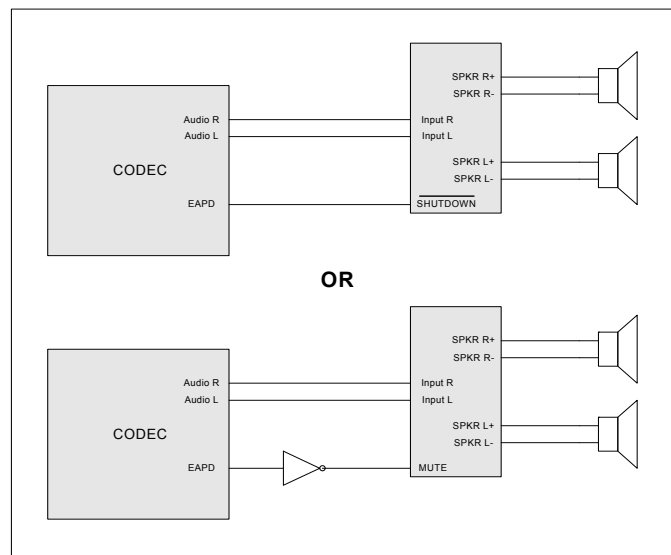 SPKR R+
SPKR R-
Audio R
Input R
Audio L
Input L
SPKR L+
CODEC
SPKR L-
EAPD
SHUTDOWN
OR
SPKR R+
SPKR R-
Audio R
Input R
Audio L
Input L
SPKR L+
CODEC
SPKR L-
EAPD
MUTE